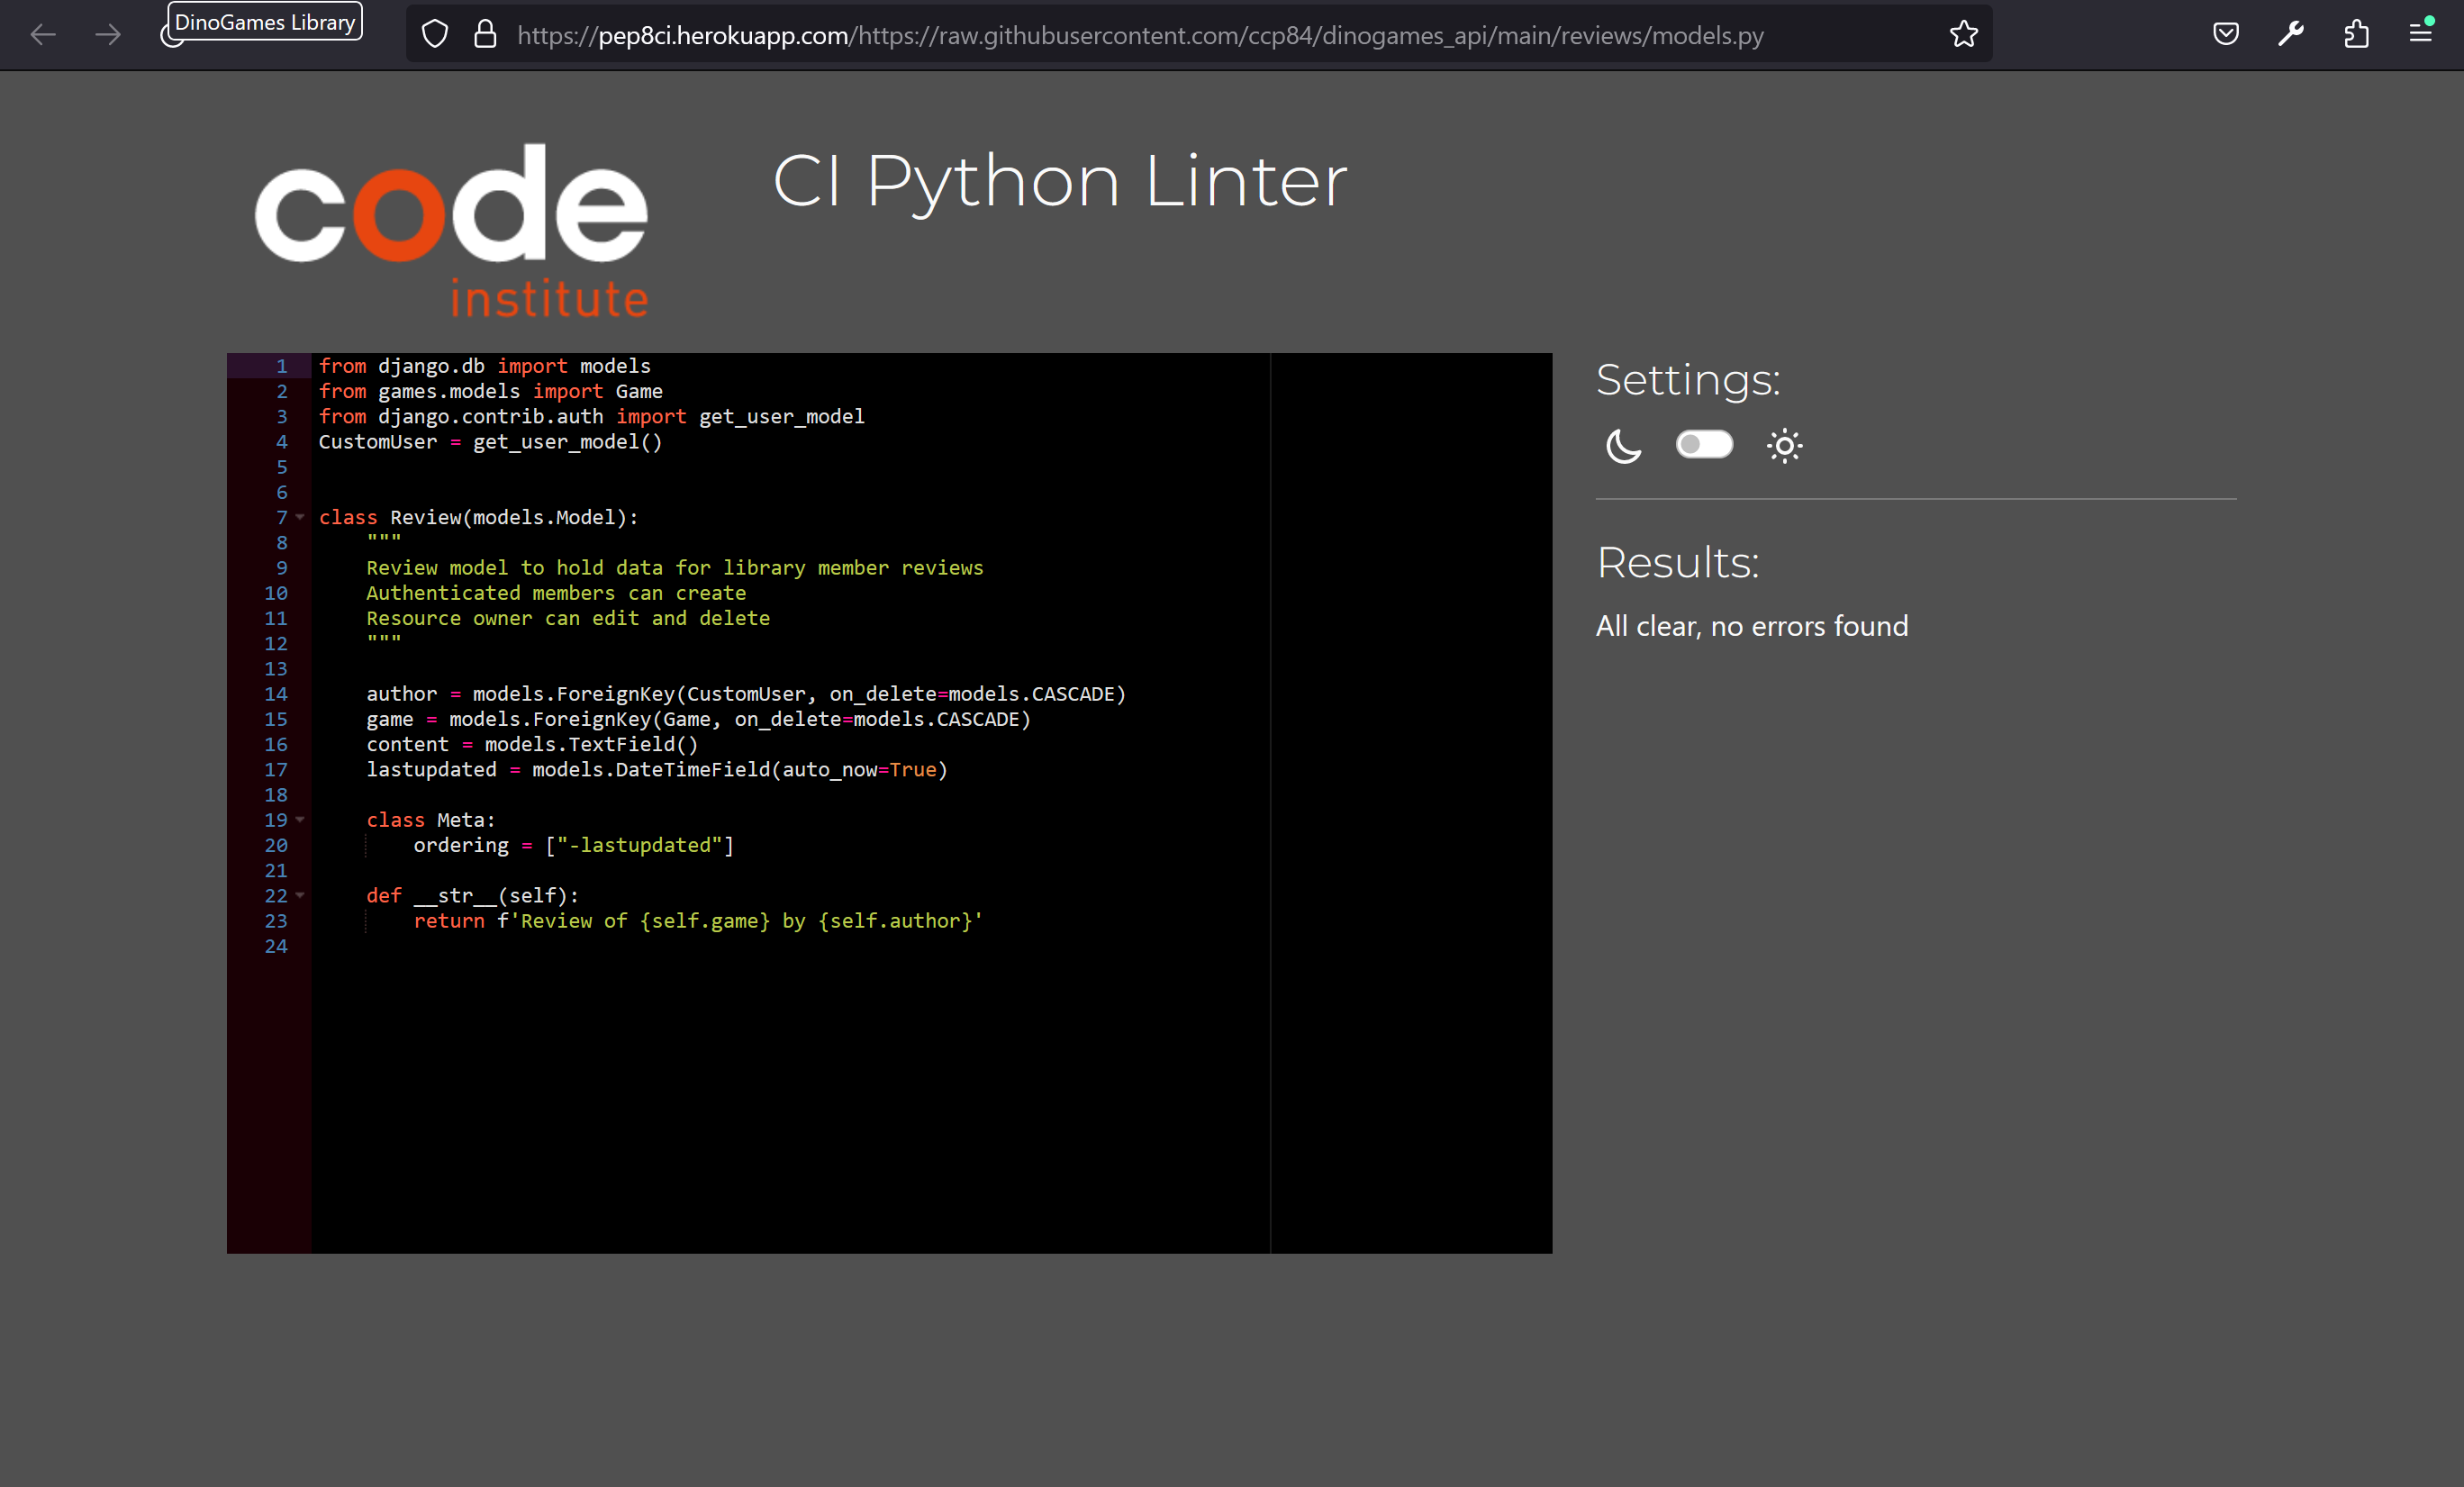 DinoGames Library
https://pep8ci.herokuapp.com/https://raw.githubusercontent.com/ccp84/dinogames_api/main/reviews/models.py
code
institute
CI Python Linter
1 from django.db import models
2 from games.models import Game
3 from django.contrib.auth import get_user_model
4 CustomUser = get_user_model()
5
6
7 class Review(models.Model):
8     """
9     Review model to hold data for library member reviews
10     Authenticated members can create
11     Resource owner can edit and delete
12     """
13
14     author = models.ForeignKey(CustomUser, on_delete=models.CASCADE)
15     game = models.ForeignKey(Game, on_delete=models.CASCADE)
16     content = models.TextField()
17     lastupdated = models.DateTimeField(auto_now=True)
18
19     class Meta:
20         ordering = ["-lastupdated"]
21
22     def __str__(self):
23         return f'Review of {self.game} by {self.author}'
24
Settings:
Results:
All clear, no errors found